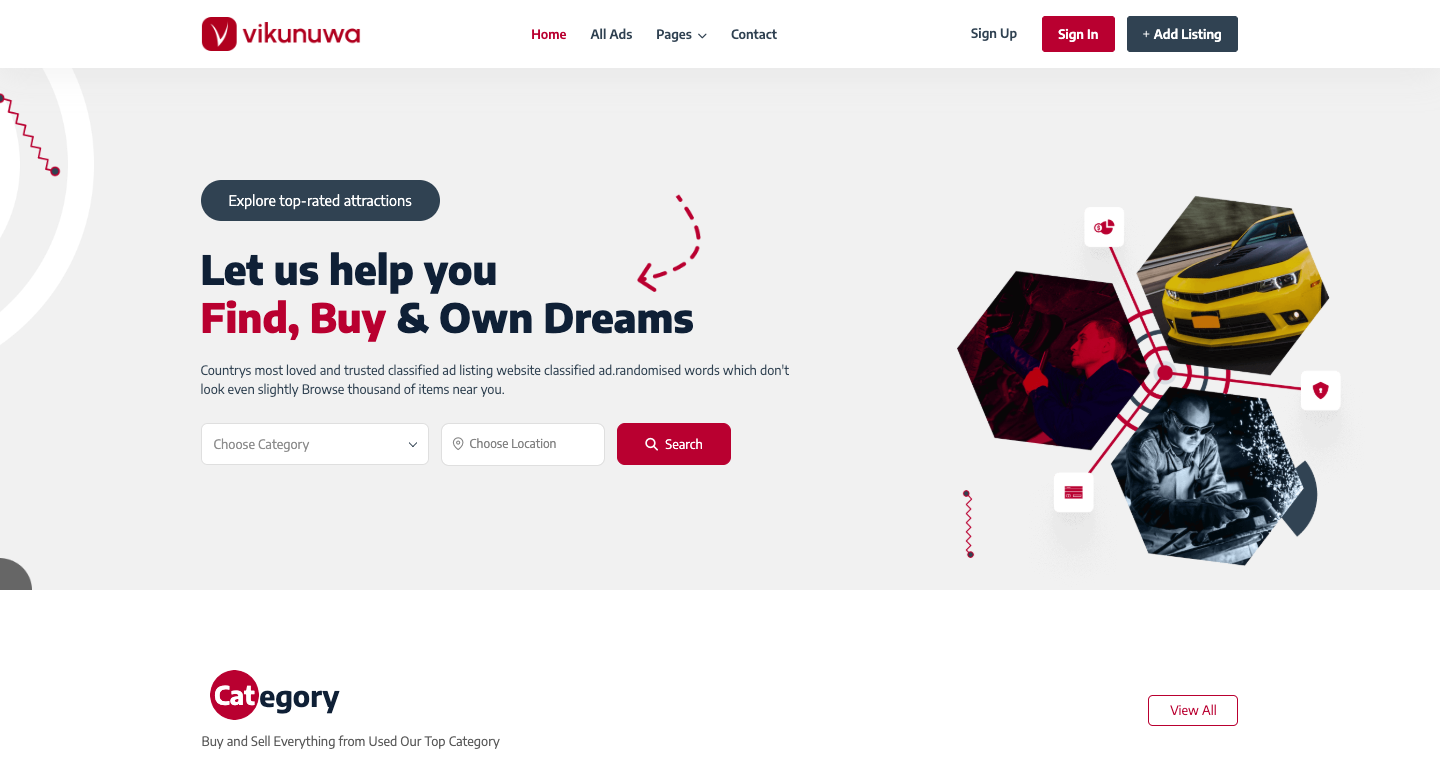 vikunuwa
Home
All Ads
Pages
Contact
Sign Up
Sign In
+ Add Listing
Explore top-rated attractions
Let us help you
Find, Buy & Own Dreams
Countrys most loved and trusted classified ad listing website classified ad.randomised words which don't
look even slightly Browse thousand of items near you.
Choose Category
Choose Location
Search
Category
View All
Buy and Sell Everything from Used Our Top Category